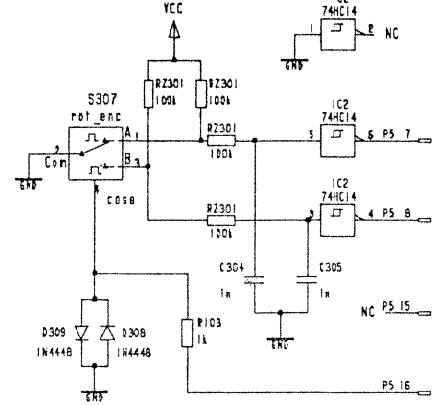 VCC
74HC14
1
2
NC
GND
RZ301
100k
RZ301
100k
S307
rot_enc
A
1
B
3
2
Com
GND
RZ301
100k
IC2
74HC14
5
6
P5 7
IC2
74HC14
3
4
P5 8
RZ301
100k
C304
1n
C305
1n
GND
NC
P5 15
D309
1N4448
D308
1N4448
R103
1k
GND
P5 16